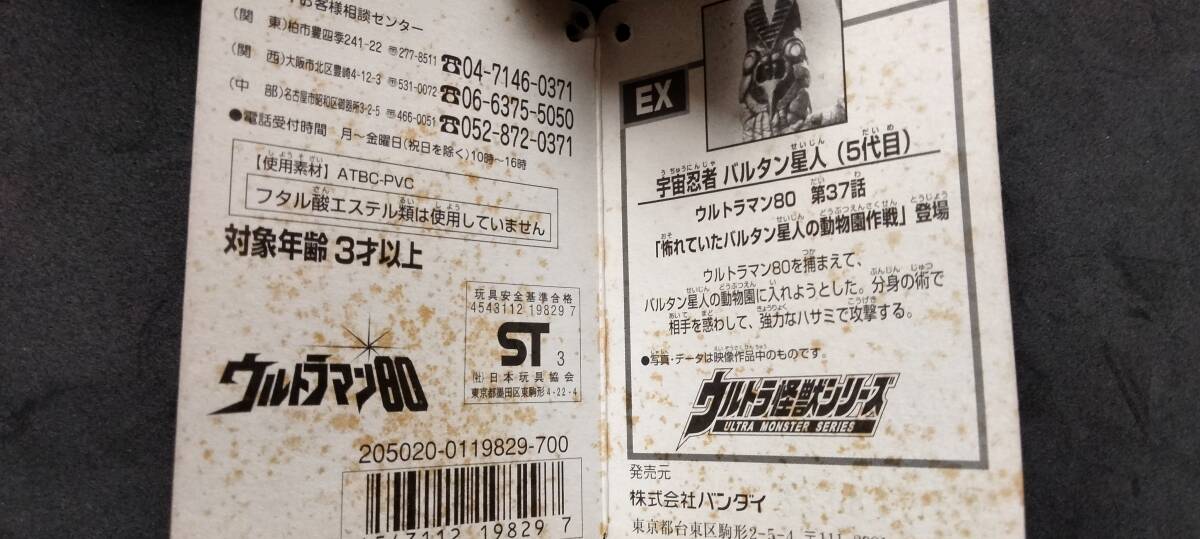 お客様相談センター
(関 東)柏市豊四季241-22 〒277-8511 ☎04-7146-0371
(関 西)大阪市北区豊崎4-12-3 〒531-0072 ☎06-6375-5050
(中 部)名古屋市昭和区御器所3-2-5 〒466-0051 ☎052-872-0371
●電話受付時間 月〜金曜日(祝日を除く)10時〜16時
【使用素材】ATBC-PVC
フタル酸エステル類は使用していません
対象年齢 3才以上
玩具安全基準合格
4543112 19829 7
ST 3
(社)日本玩具協会
東京都墨田区東駒形4-22-4
ウルトラマン80
205020-0119829-700
4543112 19829 7
EX
宇宙忍者 バルタン星人(5代目)
ウルトラマン80 第37話
「怖れていたバルタン星人の動物園作戦」登場
ウルトラマン80を捕まえて、
バルタン星人の動物園に入れようとした。分身の術で
相手を惑わして、強力なハサミで攻撃する。
●写真・データは映像作品中のものです。
ウルトラ怪獣シリーズ
ULTRA MONSTER SERIES
発売元
株式会社バンダイ
東京都台東区駒形2-5-4 〒111